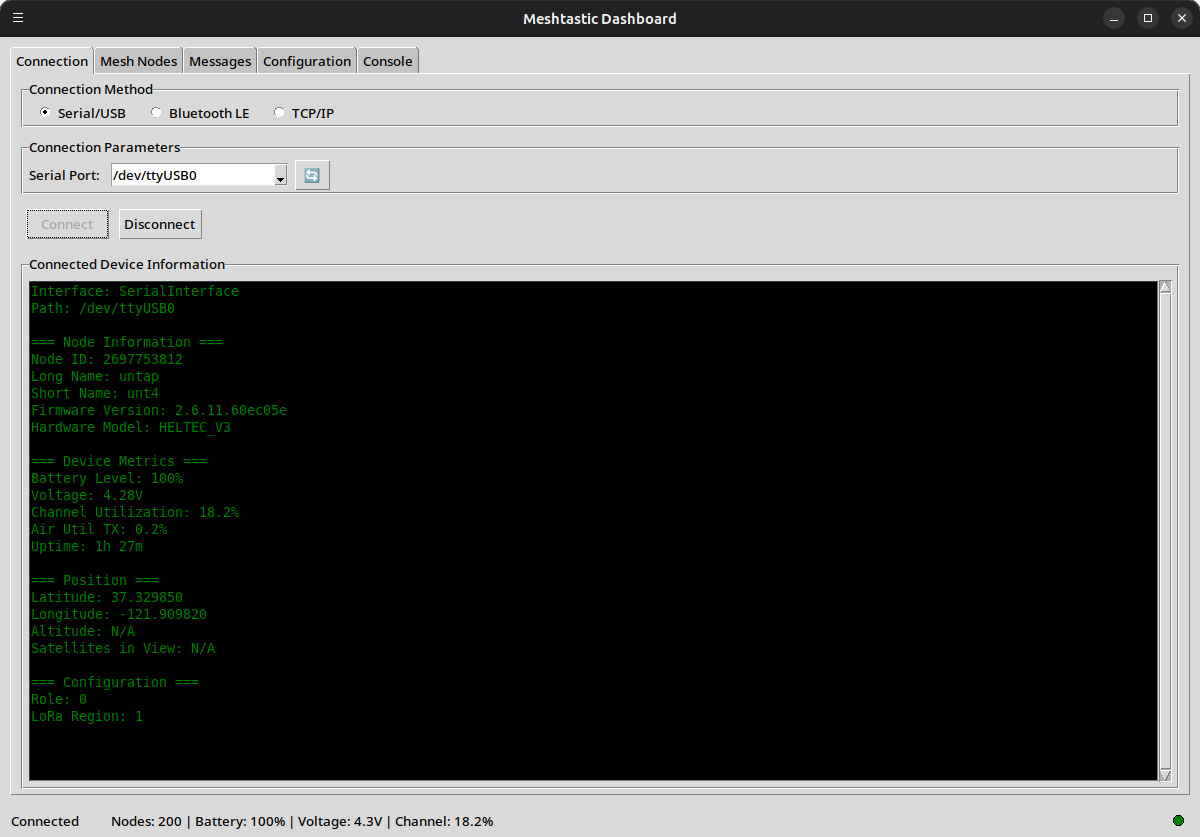 Meshtastic Dashboard
Connection Mesh Nodes Messages Configuration Console
Connection Method
Serial/USB Bluetooth LE TCP/IP
Connection Parameters
Serial Port: /dev/ttyUSB0
Connect Disconnect
Connected Device Information
Interface: SerialInterface
Path: /dev/ttyUSB0
=== Node Information ===
Node ID: 2697753812
Long Name: untap
Short Name: unt4
Firmware Version: 2.6.11.60ec05e
Hardware Model: HELTEC_V3
=== Device Metrics ===
Battery Level: 100%
Voltage: 4.28V
Channel Utilization: 18.2%
Air Util TX: 0.2%
Uptime: 1h 27m
=== Position ===
Latitude: 37.329850
Longitude: -121.909820
Altitude: N/A
Satellites in View: N/A
=== Configuration ===
Role: 0
LoRa Region: 1
Connected Nodes: 200 | Battery: 100% | Voltage: 4.3V | Channel: 18.2%